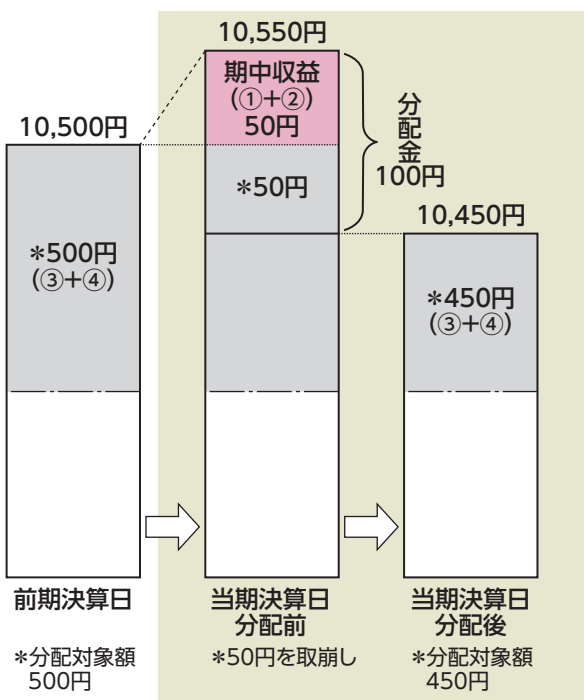 10,500円
*500円
(③+④)
前期決算日
*分配対象額
500円
10,550円
期中収益
(①+②)
50円
*50円
分配金
100円
当期決算日
分配前
*50円を取崩し
10,450円
*450円
(③+④)
当期決算日
分配後
*分配対象額
450円